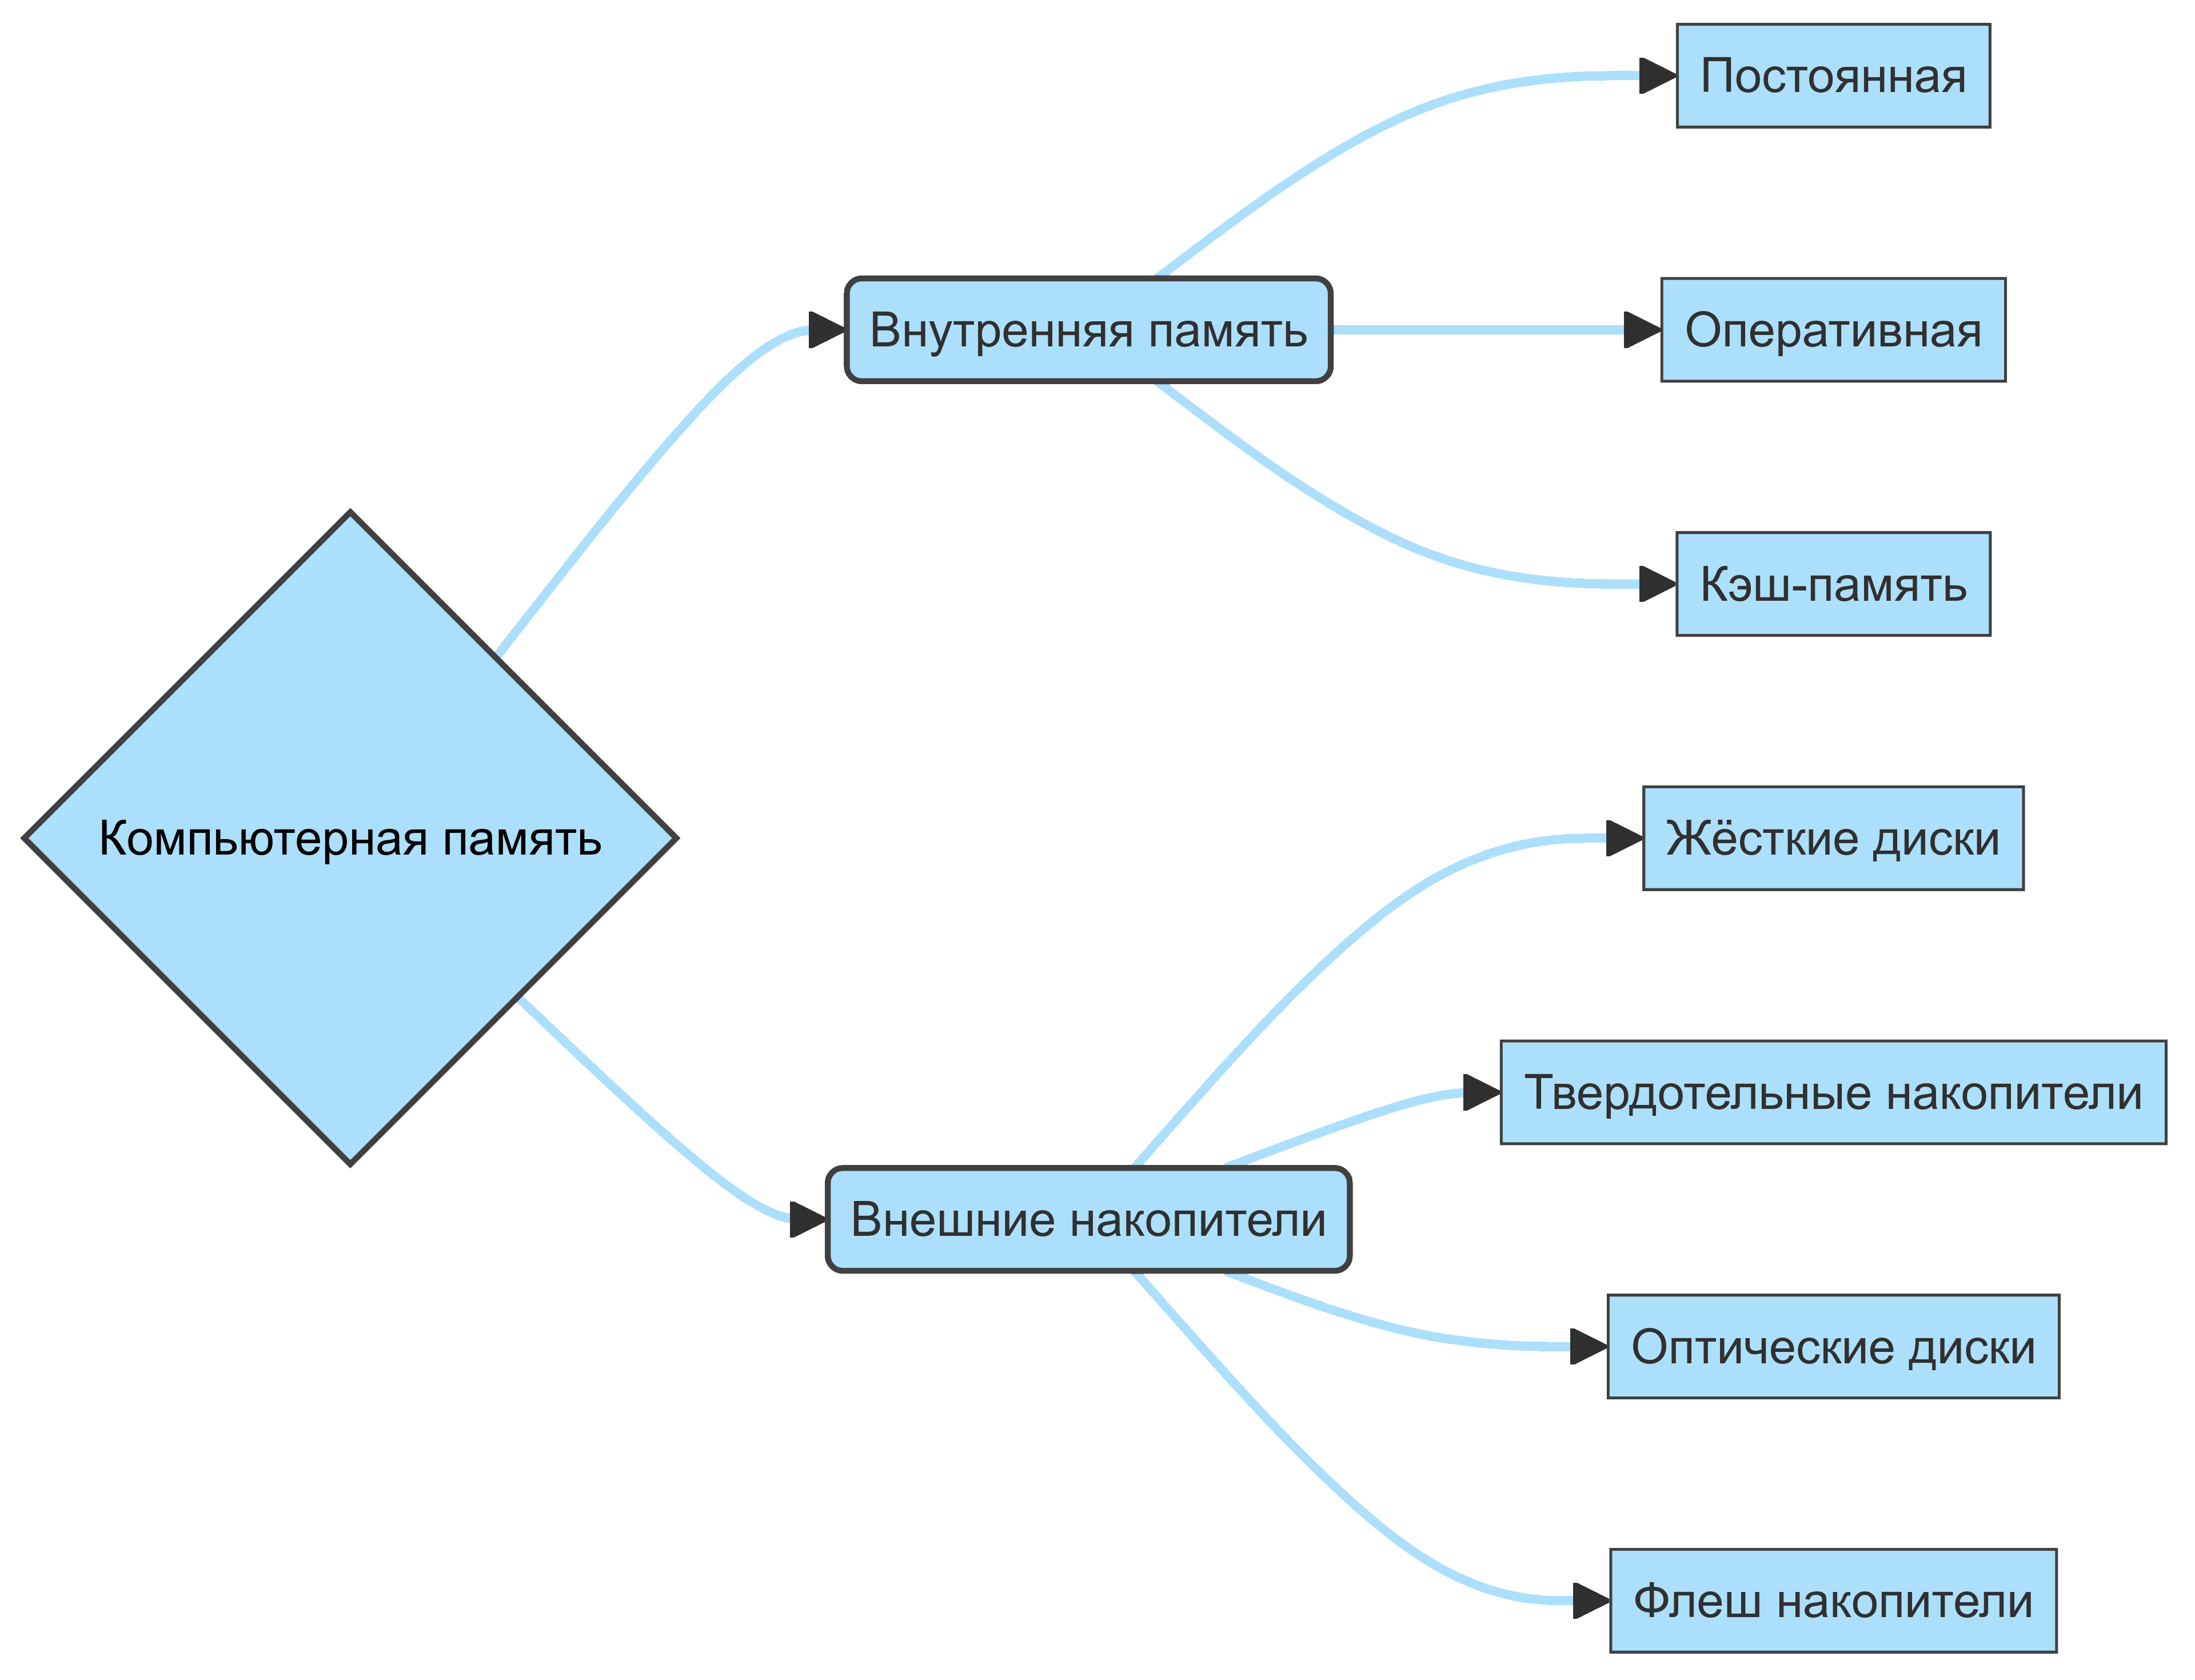 Компьютерная память
Внутренняя память
Постоянная
Оперативная
Кэш-память
Внешние накопители
Жёсткие диски
Твердотельные накопители
Оптические диски
Флеш накопители